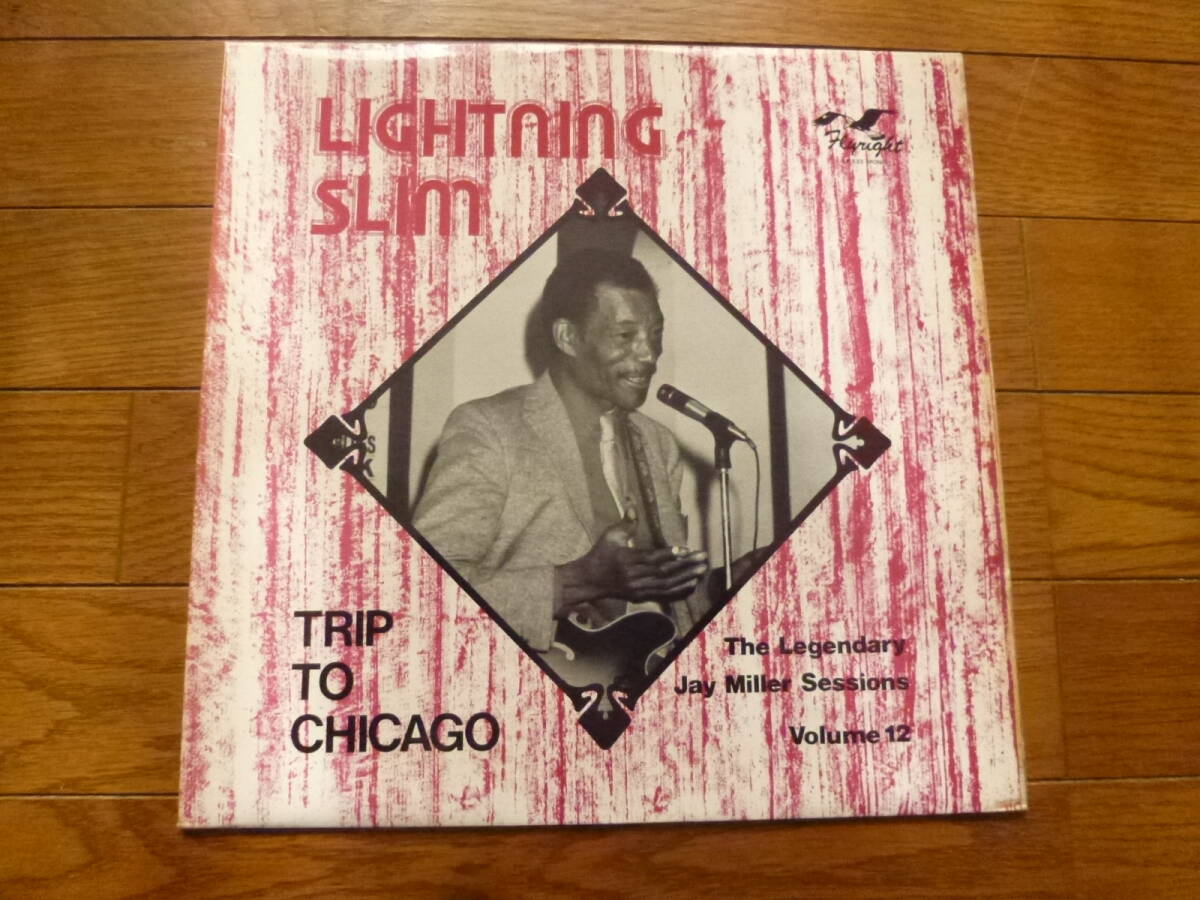 LIGHTNING
SLIM
Flyright
TRIP
TO
CHICAGO
The Legendary
Jay Miller Sessions
Volume 12